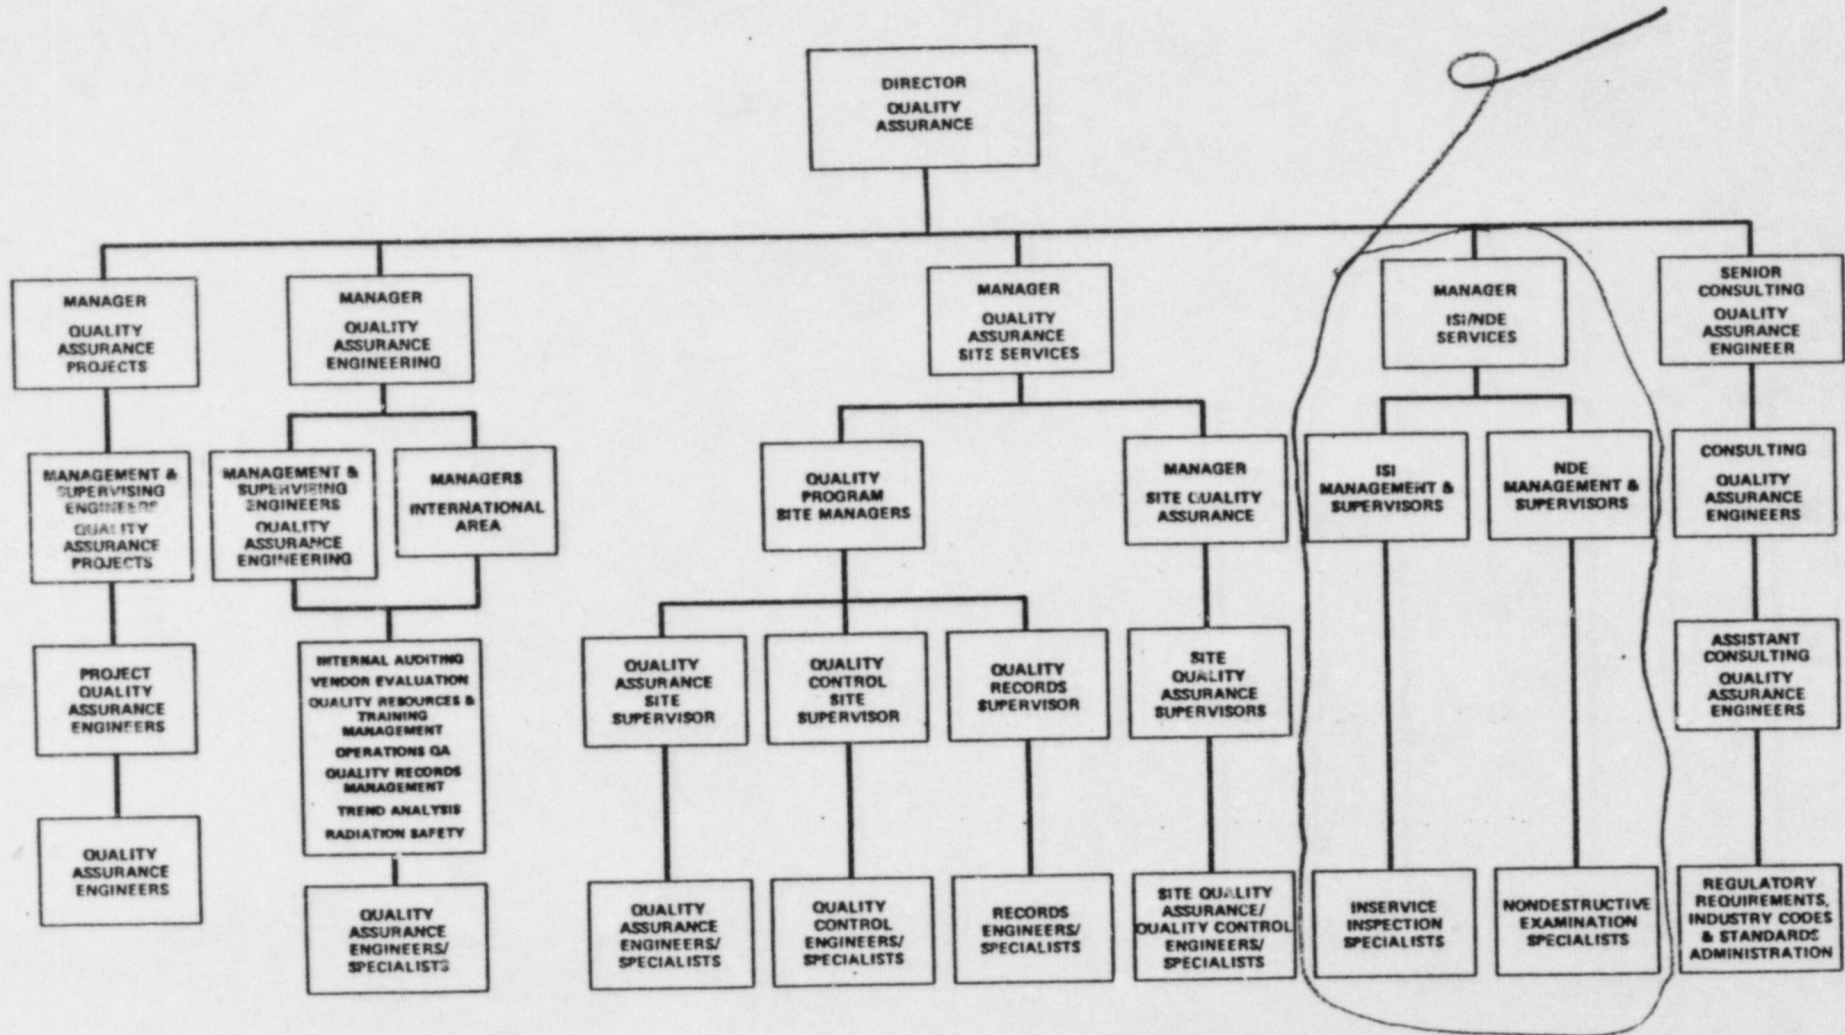 DIRECTOR
QUALITY
ASSURANCE
MANAGER
QUALITY
ASSURANCE
PROJECTS
MANAGER
QUALITY
ASSURANCE
ENGINEERING
MANAGER
QUALITY
ASSURANCE
SITE SERVICES
MANAGER
ISI/NDE
SERVICES
SENIOR
CONSULTING
QUALITY
ASSURANCE
ENGINEER
MANAGEMENT &
SUPERVISING
ENGINEERS
QUALITY
ASSURANCE
PROJECTS
MANAGEMENT &
SUPERVISING
ENGINEERS
QUALITY
ASSURANCE
ENGINEERING
MANAGERS
INTERNATIONAL
AREA
QUALITY
PROGRAM
SITE MANAGERS
MANAGER
SITE QUALITY
ASSURANCE
ISI
MANAGEMENT &
SUPERVISORS
NDE
MANAGEMENT &
SUPERVISORS
CONSULTING
QUALITY
ASSURANCE
ENGINEERS
PROJECT
QUALITY
ASSURANCE
ENGINEERS
INTERNAL AUDITING
VENDOR EVALUATION
QUALITY RESOURCES &
TRAINING
MANAGEMENT
OPERATIONS QA
QUALITY RECORDS
MANAGEMENT
TREND ANALYSIS
RADIATION SAFETY
QUALITY
ASSURANCE
SITE
SUPERVISOR
QUALITY
CONTROL
SITE
SUPERVISOR
QUALITY
RECORDS
SUPERVISOR
SITE
QUALITY
ASSURANCE
SUPERVISORS
ASSISTANT
CONSULTING
QUALITY
ASSURANCE
ENGINEERS
QUALITY
ASSURANCE
ENGINEERS
QUALITY
ASSURANCE
ENGINEERS/
SPECIALISTS
QUALITY
ASSURANCE
ENGINEERS/
SPECIALISTS
QUALITY
CONTROL
ENGINEERS/
SPECIALISTS
RECORDS
ENGINEERS/
SPECIALISTS
SITE QUALITY
ASSURANCE/
QUALITY CONTROL
ENGINEERS/
SPECIALISTS
INSERVICE
INSPECTION
SPECIALISTS
NONDESTRUCTIVE
EXAMINATION
SPECIALISTS
REGULATORY
REQUIREMENTS,
INDUSTRY CODES
& STANDARDS
ADMINISTRATION